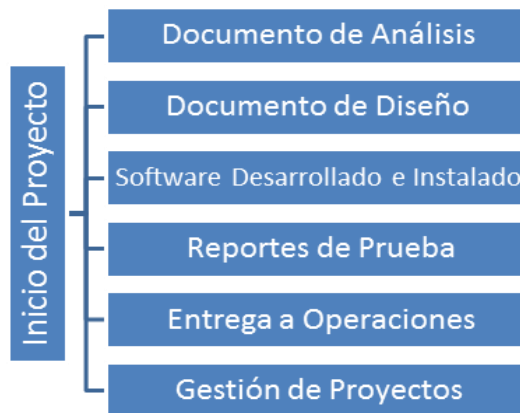 Inicio del Proyecto
Documento de Análisis
Documento de Diseño
Software Desarrollado e Instalado
Reportes de Prueba
Entrega a Operaciones
Gestión de Proyectos